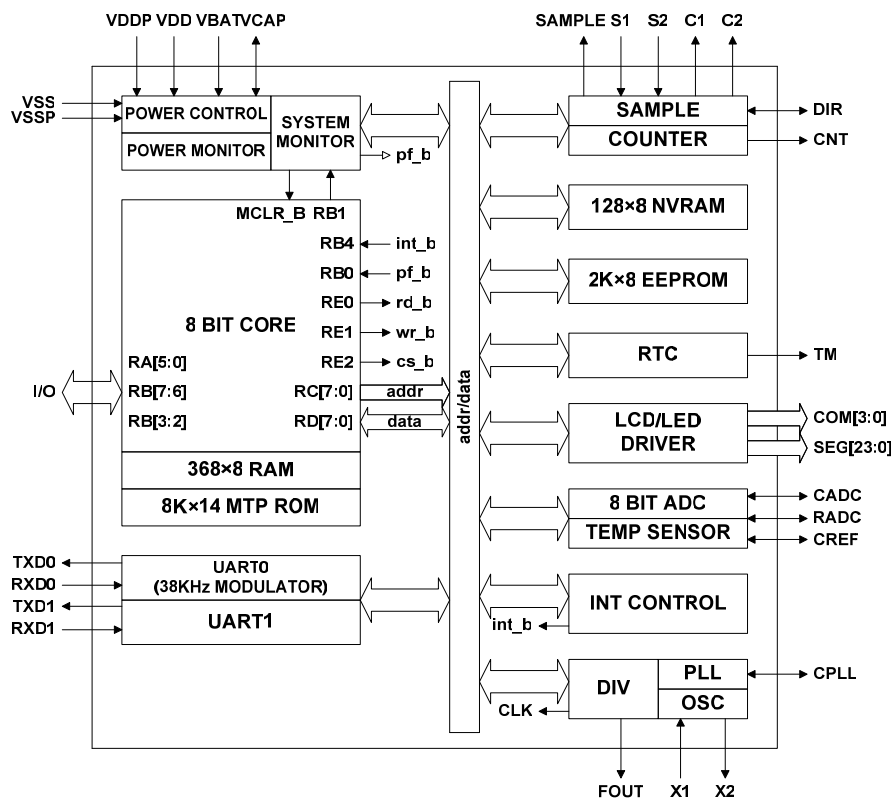 VDDP VDD VBAT VCAP
SAMPLE S1 S2 C1 C2
VSS
VSSP
POWER CONTROL
POWER MONITOR
SYSTEM
MONITOR
pf_b
SAMPLE
COUNTER
DIR
CNT
MCLR_B RB1
128×8 NVRAM
RB4 int_b
RB0 pf_b
RE0 rd_b
RE1 wr_b
RE2 cs_b
8 BIT CORE
2K×8 EEPROM
RTC
TM
I/O
RA[5:0]
RB[7:6]
RB[3:2]
RC[7:0] addr
RD[7:0] data
addr/data
LCD/LED
DRIVER
COM[3:0]
SEG[23:0]
368×8 RAM
8K×14 MTP ROM
8 BIT ADC
TEMP SENSOR
CADC
RADC
CREF
TXD0
RXD0
TXD1
RXD1
UART0
(38KHz MODULATOR)
UART1
INT CONTROL
int_b
DIV
PLL
OSC
CPLL
CLK
FOUT X1 X2